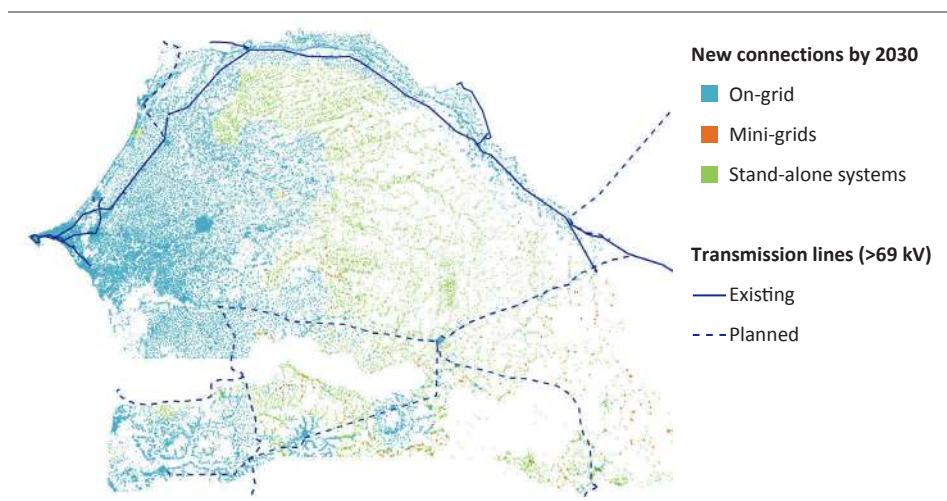 New connections by 2030
On-grid
Mini-grids
Stand-alone systems
Transmission lines (>69 kV)
Existing
Planned